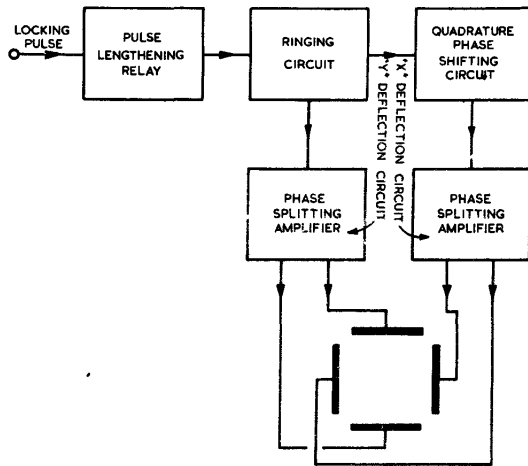 LOCKING
PULSE
PULSE
LENGTHENING
RELAY
RINGING
CIRCUIT
QUADRATURE
PHASE
SHIFTING
CIRCUIT
"X" DEFLECTION CIRCUIT
"Y" DEFLECTION CIRCUIT
PHASE
SPLITTING
AMPLIFIER
PHASE
SPLITTING
AMPLIFIER